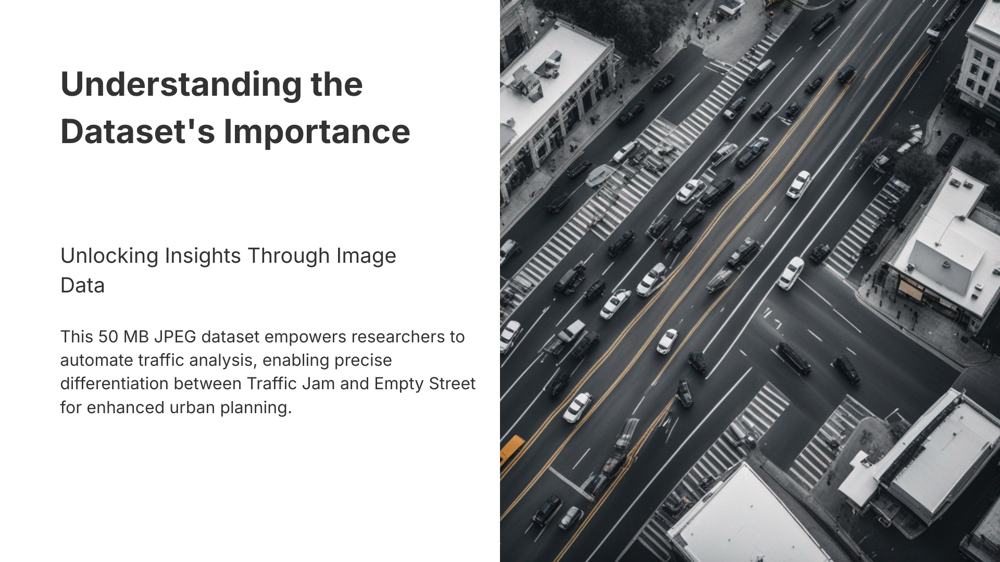 Understanding the
Dataset's Importance
Unlocking Insights Through Image
Data
This 50 MB JPEG dataset empowers researchers to
automate traffic analysis, enabling precise
differentiation between Traffic Jam and Empty Street
for enhanced urban planning.